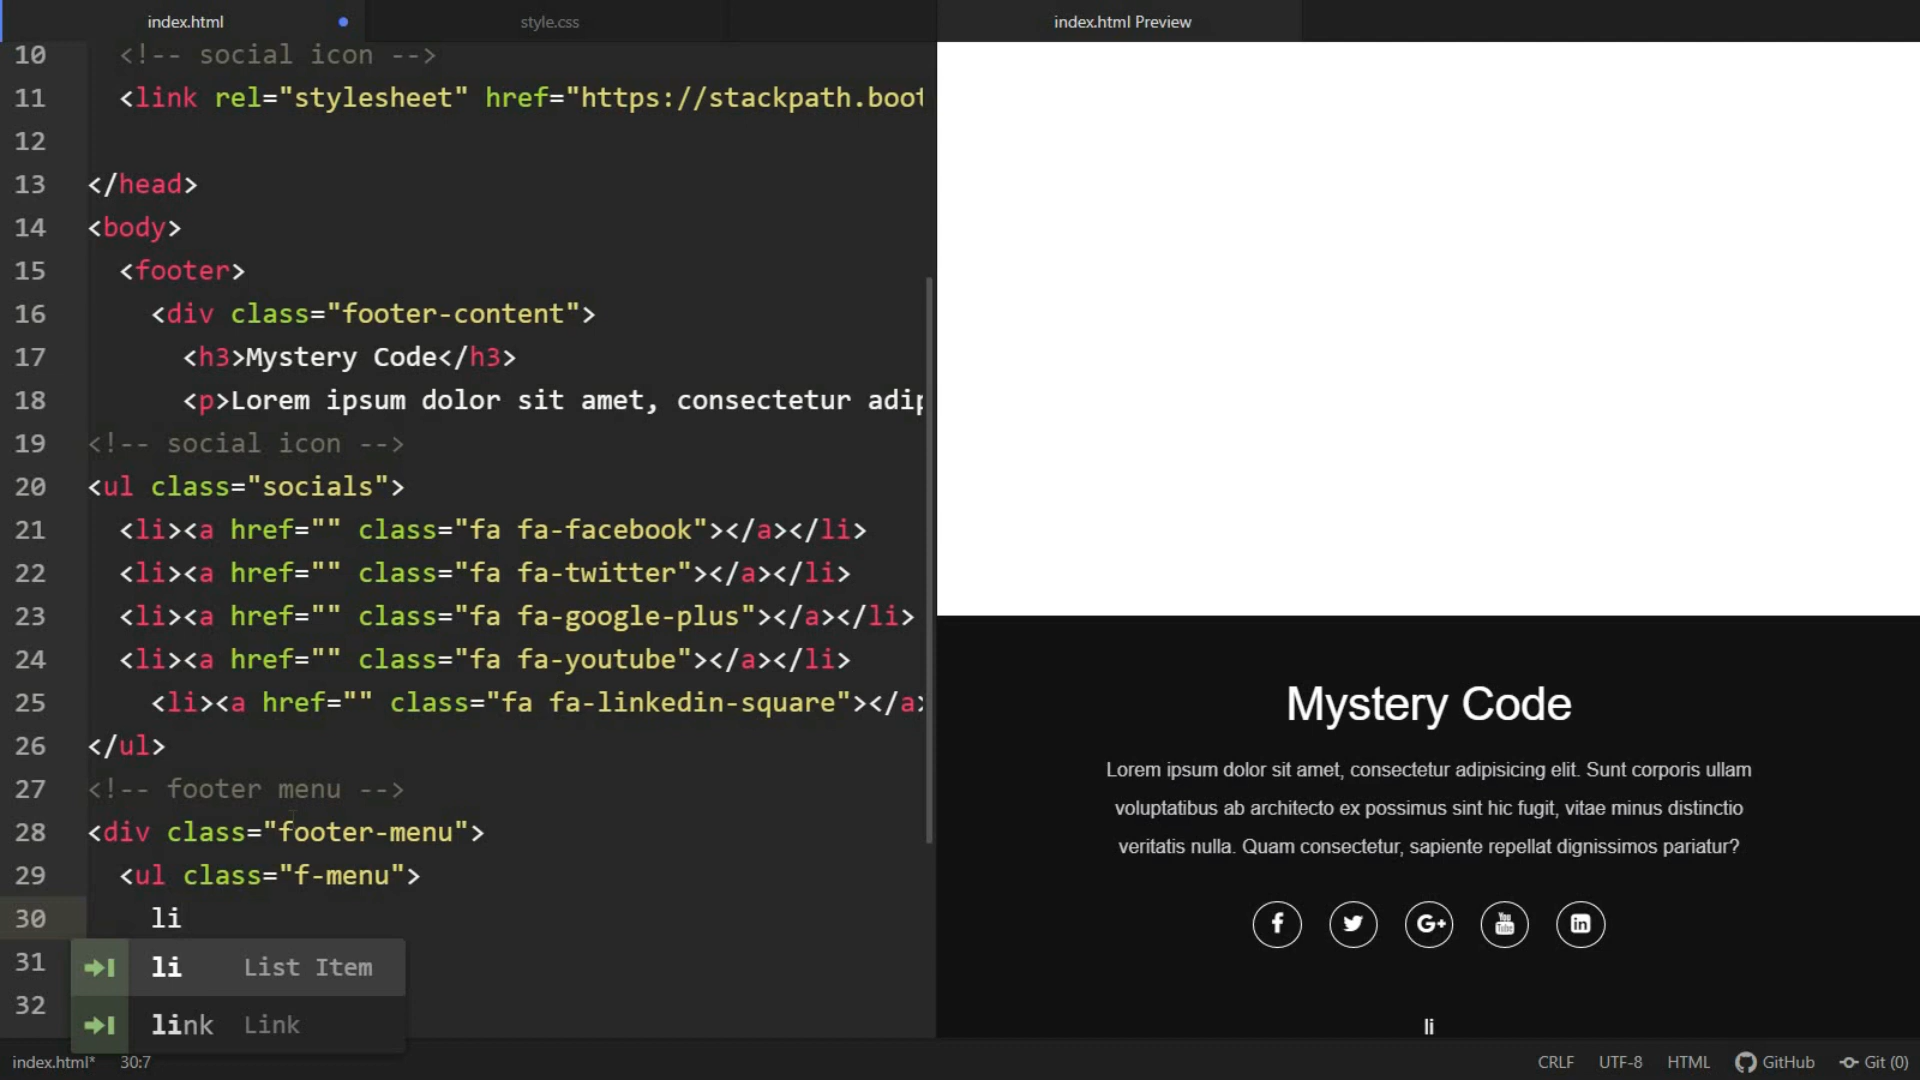 index.html
style.css
index.html Preview
10 <!-- social icon -->
11 <link rel="stylesheet" href="https://stackpath.boot
12
13 </head>
14 <body>
15 <footer>
16 <div class="footer-content">
17 <h3>Mystery Code</h3>
18 <p>Lorem ipsum dolor sit amet, consectetur adip
19 <!-- social icon -->
20 <ul class="socials">
21 <li><a href="" class="fa fa-facebook"></a></li>
22 <li><a href="" class="fa fa-twitter"></a></li>
23 <li><a href="" class="fa fa-google-plus"></a></li>
24 <li><a href="" class="fa fa-youtube"></a></li>
25 <li><a href="" class="fa fa-linkedin-square"></a>
26 </ul>
27 <!-- footer menu -->
28 <div class="footer-menu">
29 <ul class="f-menu">
30 li
31
32
li List Item
link Link
Mystery Code
Lorem ipsum dolor sit amet, consectetur adipisicing elit. Sunt corporis ullam
voluptatibus ab architecto ex possimus sint hic fugit, vitae minus distinctio
veritatis nulla. Quam consectetur, sapiente repellat dignissimos pariatur?
f G+ You Tube in
li
index.html* 30:7
CRLF UTF-8 HTML GitHub Git (0)